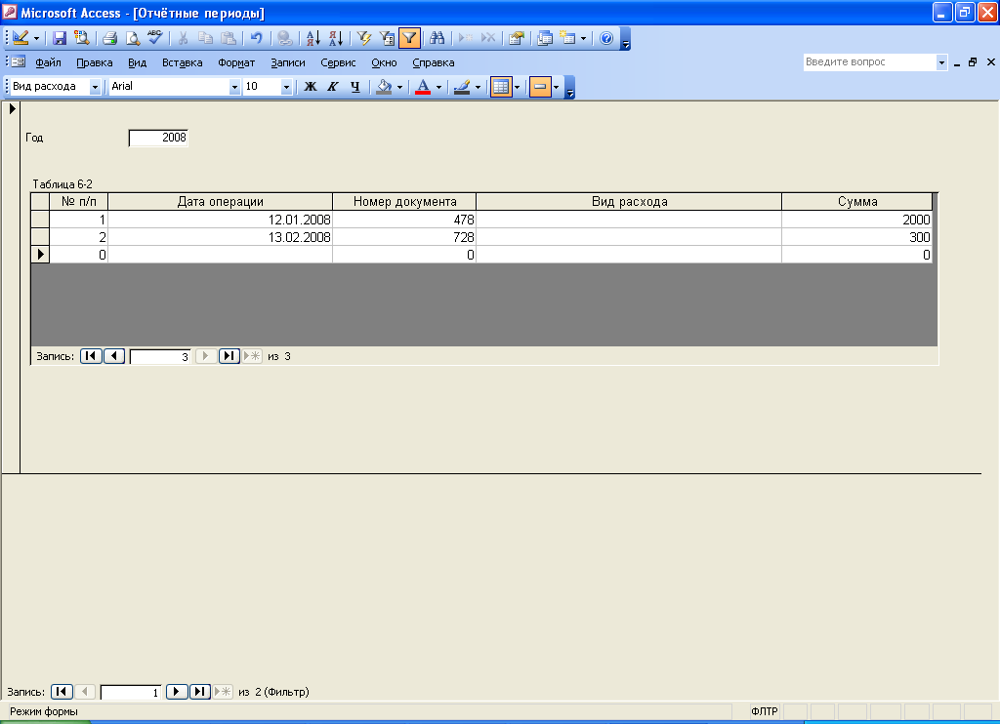 Microsoft Access - [Отчётные периоды]
Файл Правка Вид Вставка Формат Записи Сервис Окно Справка Введите вопрос
Вид расхода Arial 10 Ж К Ч
Год 2008
Таблица 6-2
№ п/п Дата операции Номер документа Вид расхода Сумма
1 12.01.2008 478 2000
2 13.02.2008 728 300
0 0 0
Запись: 3 из 3
Запись: 1 из 2 (Фильтр)
Режим формы ФЛТР